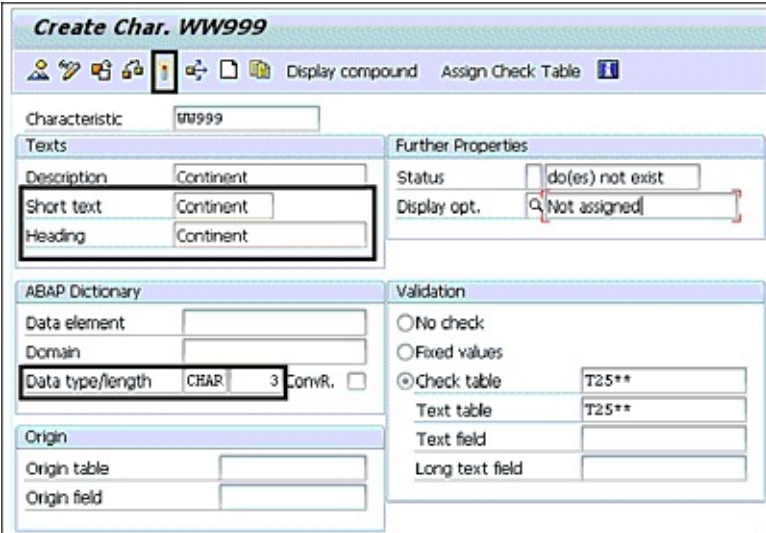 Create Char. WW999
Display compound Assign Check Table
Characteristic WW999
Texts
Description Continent
Short text Continent
Heading Continent
Further Properties
Status do(es) not exist
Display opt. Not assigned
ABAP Dictionary
Data element
Domain
Data type/length CHAR 3 ConvR.
Validation
No check
Fixed values
Check table T25**
Text table T25**
Text field
Long text field
Origin
Origin table
Origin field